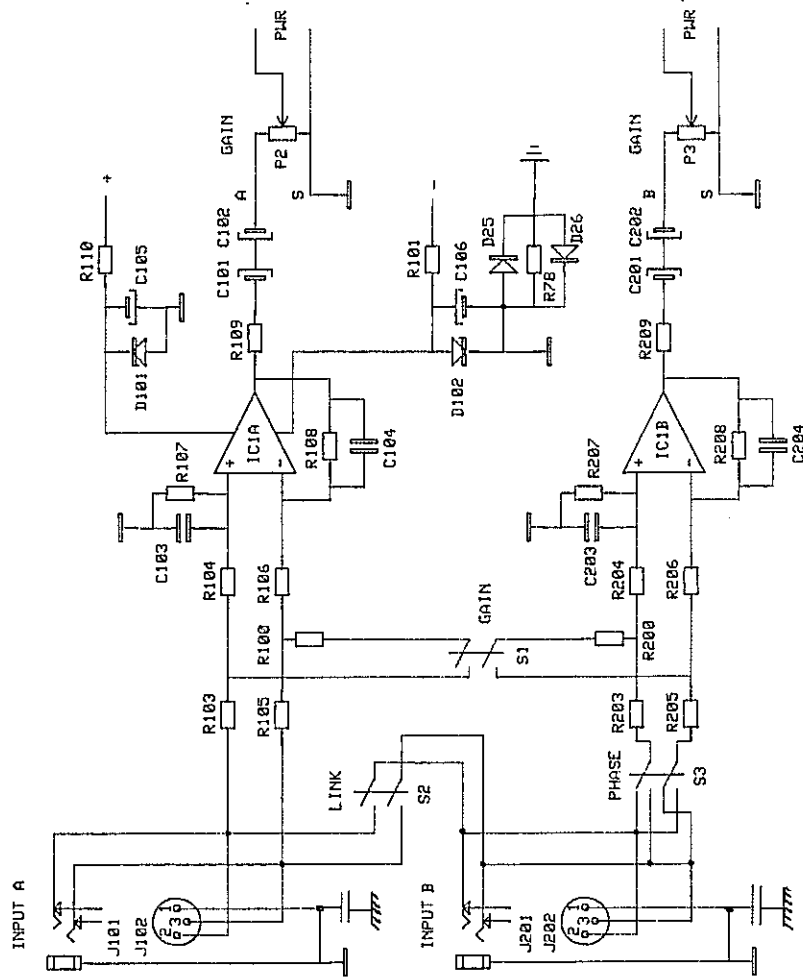 INPUT A
J101
J102
2
3
1
LINK
S2
R103
R105
R104
R106
R100
C103
R107
+
-
IC1A
R108
C104
R109
D101
C105
R110
+
C101
C102
A
GAIN
P2
PWR
S
R101
-
D102
C106
D25
R78
D26
GAIN
S1
INPUT B
J201
J202
2
3
1
PHASE
S3
R203
R205
R200
R204
R206
C203
R207
+
-
IC1B
R208
C204
R209
C201
C202
B
GAIN
P3
PWR
S